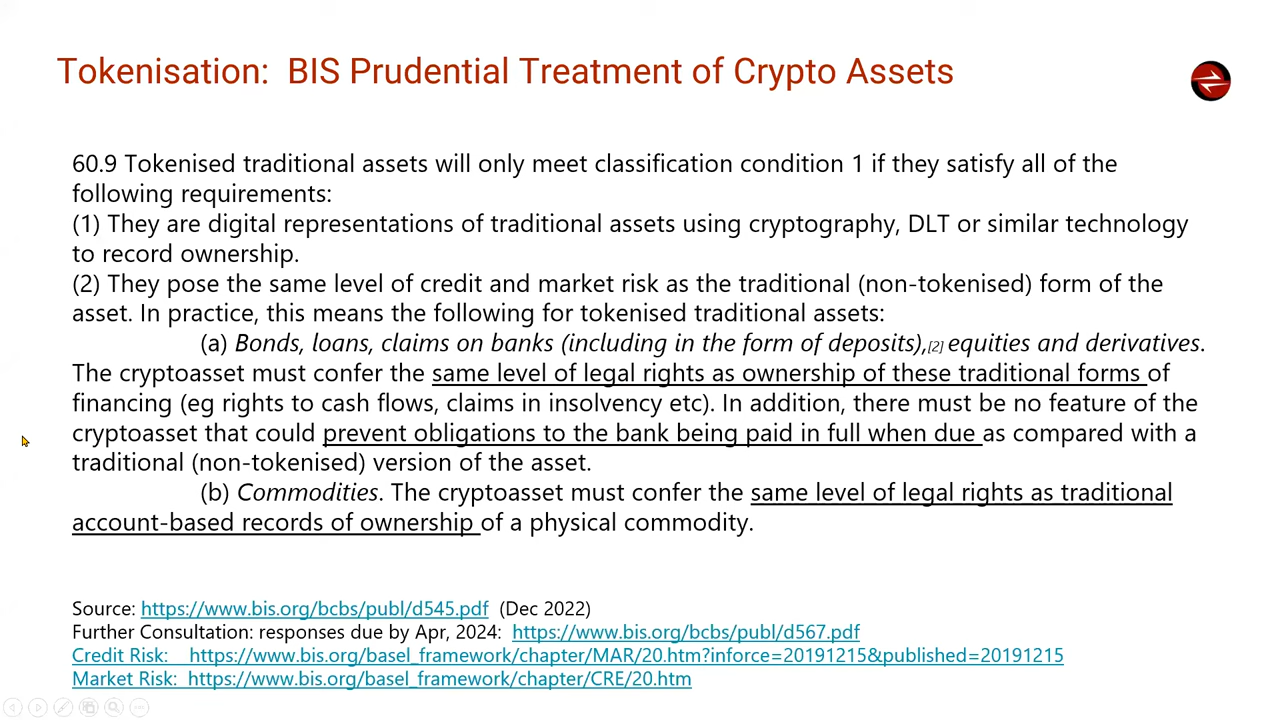 Tokenisation:  BIS Prudential Treatment of Crypto Assets
60.9 Tokenised traditional assets will only meet classification condition 1 if they satisfy all of the
following requirements:
(1) They are digital representations of traditional assets using cryptography, DLT or similar technology
to record ownership.
(2) They pose the same level of credit and market risk as the traditional (non-tokenised) form of the
asset. In practice, this means the following for tokenised traditional assets:
(a) Bonds, loans, claims on banks (including in the form of deposits),[2] equities and derivatives.
The cryptoasset must confer the same level of legal rights as ownership of these traditional forms of
financing (eg rights to cash flows, claims in insolvency etc). In addition, there must be no feature of the
cryptoasset that could prevent obligations to the bank being paid in full when due as compared with a
traditional (non-tokenised) version of the asset.
(b) Commodities. The cryptoasset must confer the same level of legal rights as traditional
account-based records of ownership of a physical commodity.
Source: https://www.bis.org/bcbs/publ/d545.pdf  (Dec 2022)
Further Consultation: responses due by Apr, 2024:  https://www.bis.org/bcbs/publ/d567.pdf
Credit Risk:   https://www.bis.org/basel_framework/chapter/MAR/20.htm?inforce=20191215&published=20191215
Market Risk:  https://www.bis.org/basel_framework/chapter/CRE/20.htm